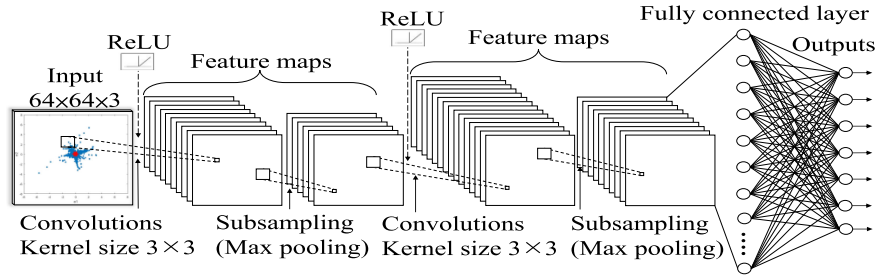 Fully connected layer
ReLU
ReLU
Feature maps
Feature maps
Outputs
Input
64×64×3
Convolutions
Kernel size 3×3
Subsampling
(Max pooling)
Convolutions
Kernel size 3×3
Subsampling
(Max pooling)